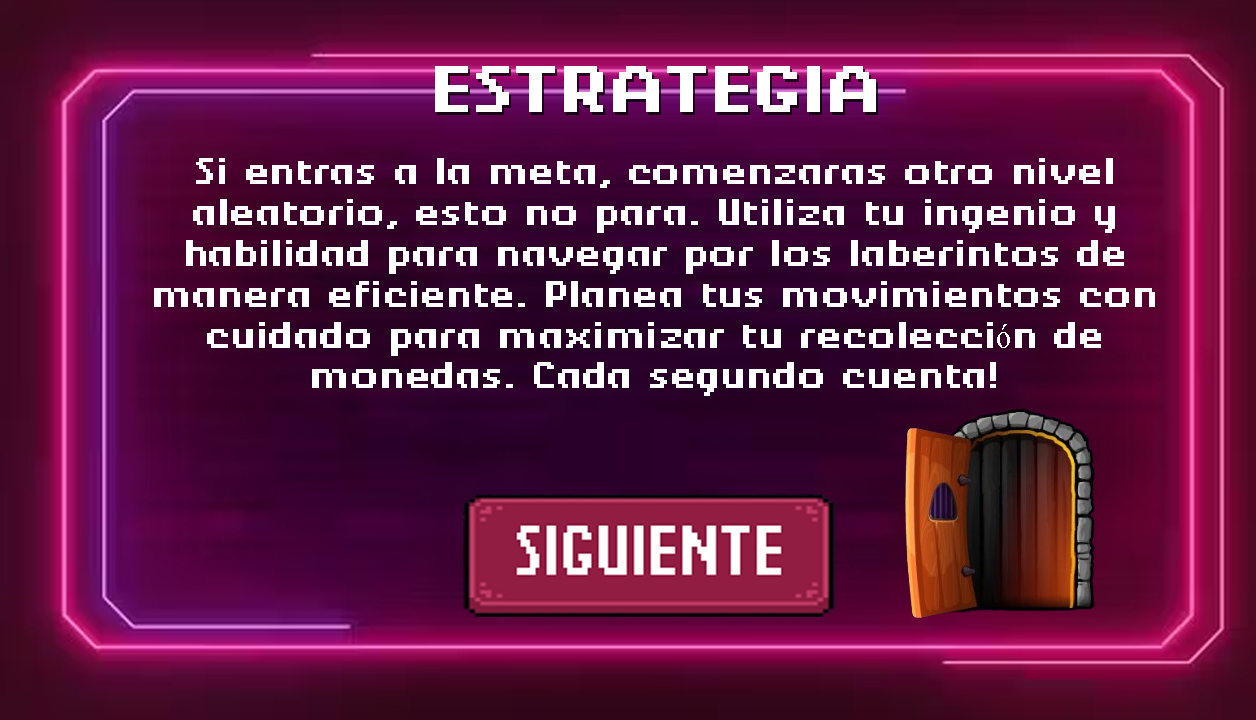 ESTRATEGIA
Si entras a la meta, comenzaras otro nivel
aleatorio, esto no para. Utiliza tu ingenio y
habilidad para navegar por los laberintos de
manera eficiente. Planea tus movimientos con
cuidado para maximizar tu recolección de
monedas. Cada segundo cuenta!
SIGUIENTE